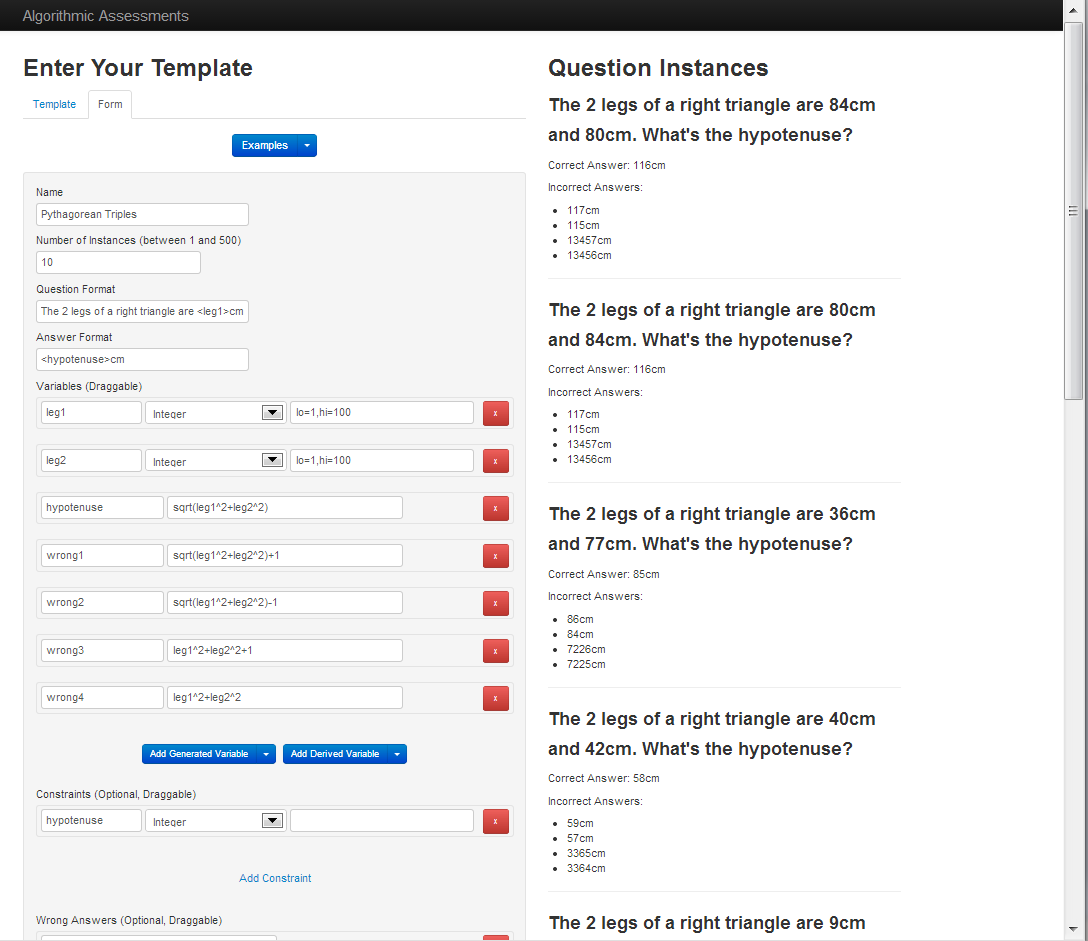 Algorithmic Assessments
Enter Your Template
Template
Form
Examples
Name
Pythagorean Triples
Number of Instances (between 1 and 500)
10
Question Format
The 2 legs of a right triangle are <leg1>cm
Answer Format
<hypotenuse>cm
Variables (Draggable)
leg1 Integer lo=1,hi=100 x
leg2 Integer lo=1,hi=100 x
hypotenuse sqrt(leg1^2+leg2^2) x
wrong1 sqrt(leg1^2+leg2^2)+1 x
wrong2 sqrt(leg1^2+leg2^2)-1 x
wrong3 leg1^2+leg2^2+1 x
wrong4 leg1^2+leg2^2 x
Add Generated Variable Add Derived Variable
Constraints (Optional, Draggable)
hypotenuse Integer x
Add Constraint
Wrong Answers (Optional, Draggable)
Question Instances
The 2 legs of a right triangle are 84cm
and 80cm. What's the hypotenuse?
Correct Answer: 116cm
Incorrect Answers:
117cm
115cm
13457cm
13456cm
The 2 legs of a right triangle are 80cm
and 84cm. What's the hypotenuse?
Correct Answer: 116cm
Incorrect Answers:
117cm
115cm
13457cm
13456cm
The 2 legs of a right triangle are 36cm
and 77cm. What's the hypotenuse?
Correct Answer: 85cm
Incorrect Answers:
86cm
84cm
7226cm
7225cm
The 2 legs of a right triangle are 40cm
and 42cm. What's the hypotenuse?
Correct Answer: 58cm
Incorrect Answers:
59cm
57cm
3365cm
3364cm
The 2 legs of a right triangle are 9cm